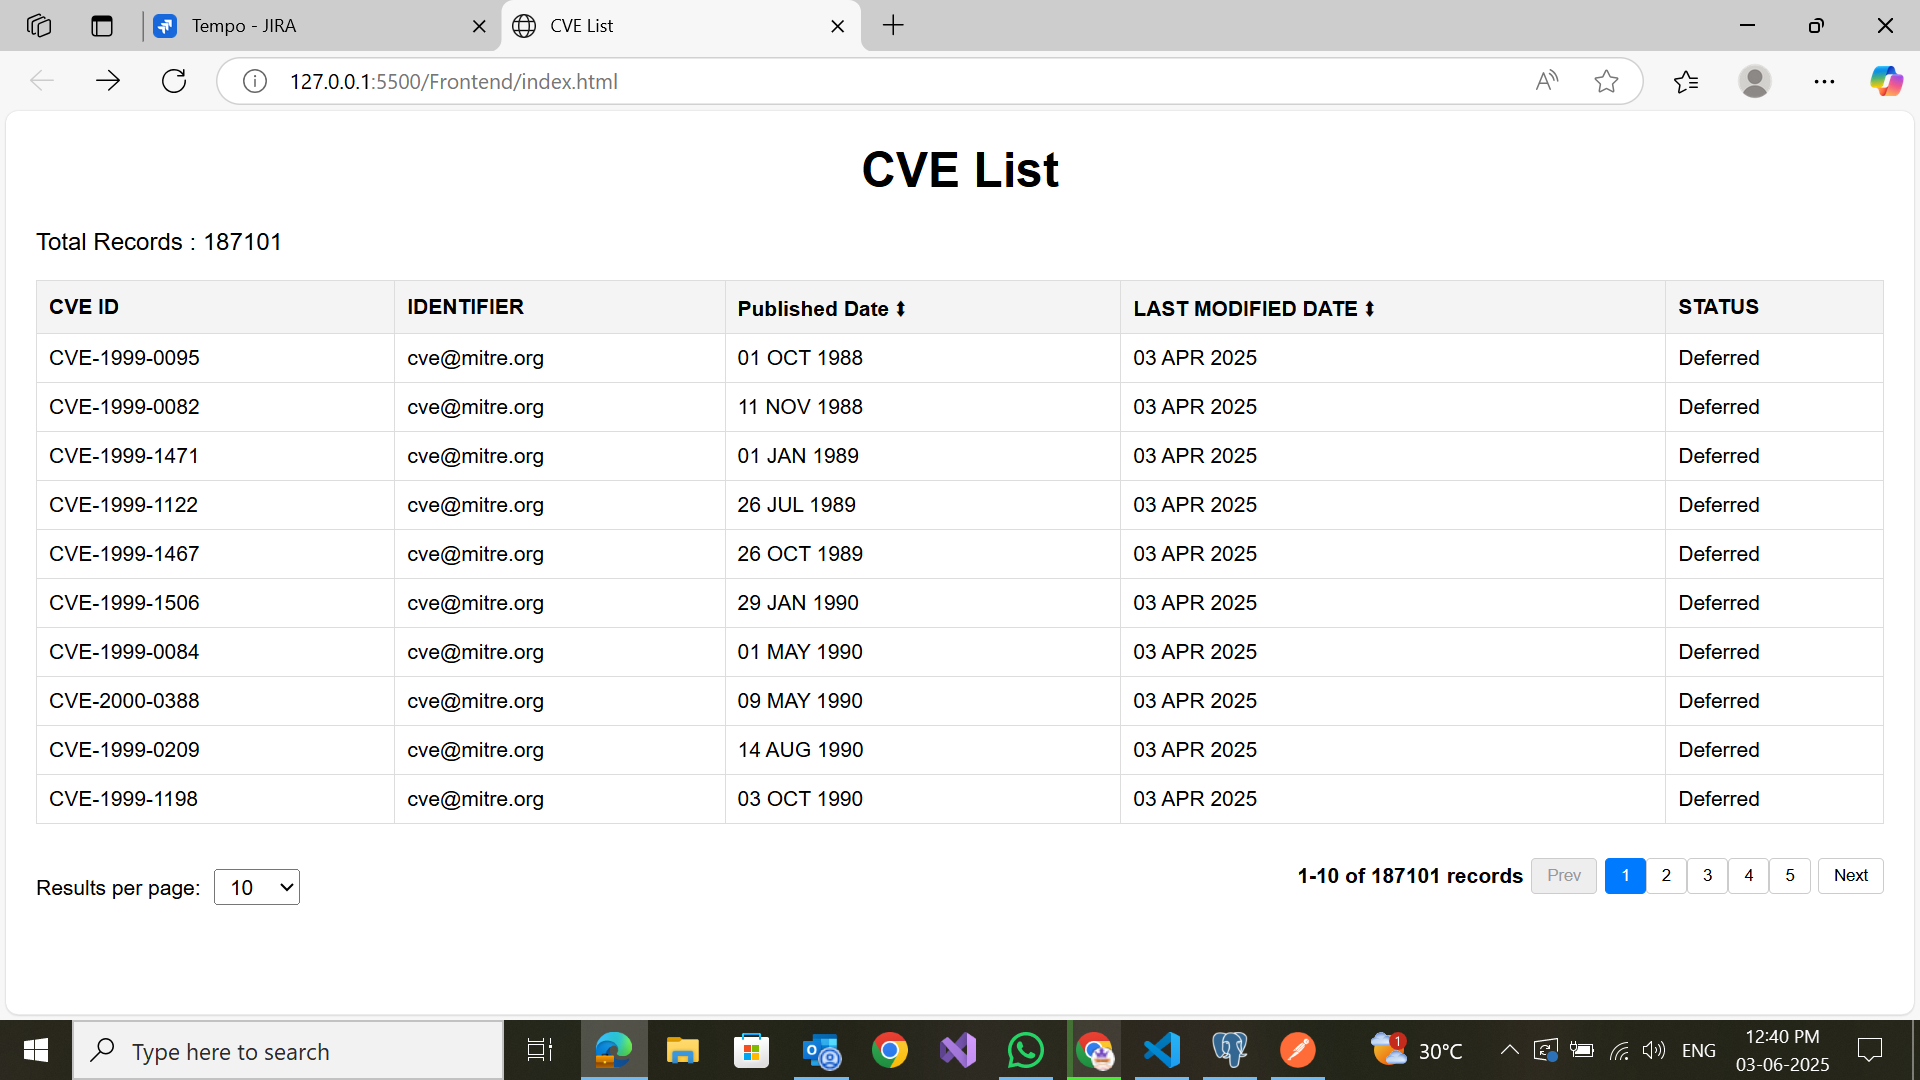 Tempo - JIRA
CVE List
127.0.0.1:5500/Frontend/index.html
CVE List
Total Records : 187101
CVE ID IDENTIFIER Published Date ⬍ LAST MODIFIED DATE ⬍ STATUS
CVE-1999-0095 cve@mitre.org 01 OCT 1988 03 APR 2025 Deferred
CVE-1999-0082 cve@mitre.org 11 NOV 1988 03 APR 2025 Deferred
CVE-1999-1471 cve@mitre.org 01 JAN 1989 03 APR 2025 Deferred
CVE-1999-1122 cve@mitre.org 26 JUL 1989 03 APR 2025 Deferred
CVE-1999-1467 cve@mitre.org 26 OCT 1989 03 APR 2025 Deferred
CVE-1999-1506 cve@mitre.org 29 JAN 1990 03 APR 2025 Deferred
CVE-1999-0084 cve@mitre.org 01 MAY 1990 03 APR 2025 Deferred
CVE-2000-0388 cve@mitre.org 09 MAY 1990 03 APR 2025 Deferred
CVE-1999-0209 cve@mitre.org 14 AUG 1990 03 APR 2025 Deferred
CVE-1999-1198 cve@mitre.org 03 OCT 1990 03 APR 2025 Deferred
Results per page: 10
1-10 of 187101 records Prev 1 2 3 4 5 Next
Type here to search
1
30°C
ENG
12:40 PM
03-06-2025